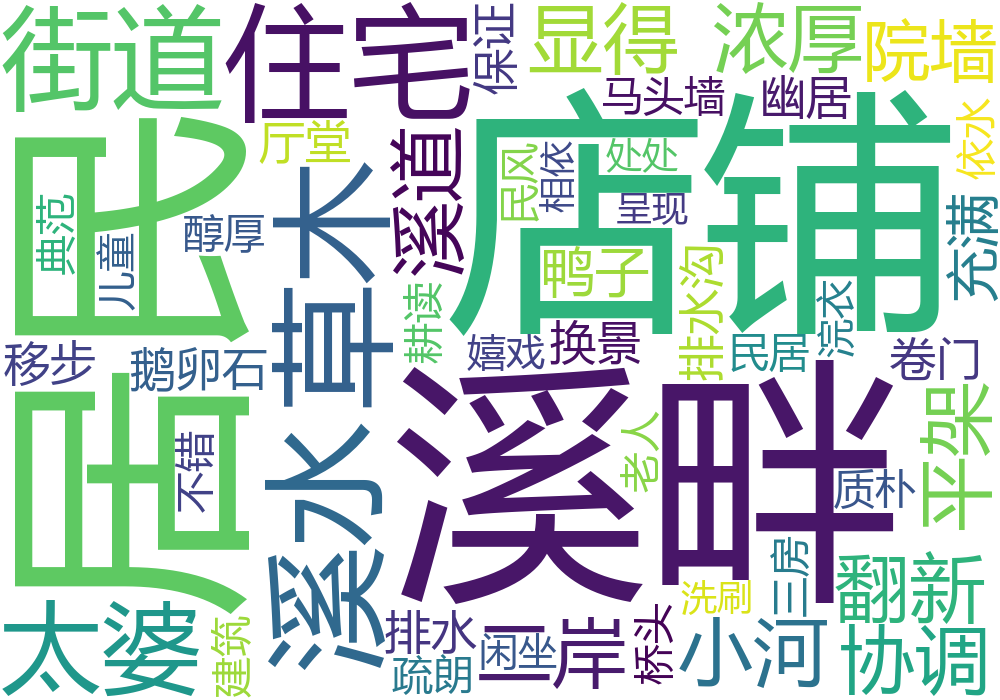 街道
住宅
保证
显得
浓厚
院墙
马头墙
幽居
店铺
厅堂
居民
典范
儿童
醇厚
草木
溪道
民风
相依
处处
呈现
依水
充满
鸭子
排水沟
浣衣
耕读
移步
鹅卵石
嬉戏
换景
民居
卷门
不错
溪水
溪畔
老人
质朴
平架
太婆
建筑
排水
疏朗
闲坐
二岸
桥头
洗刷
小河
三房
翻新
协调